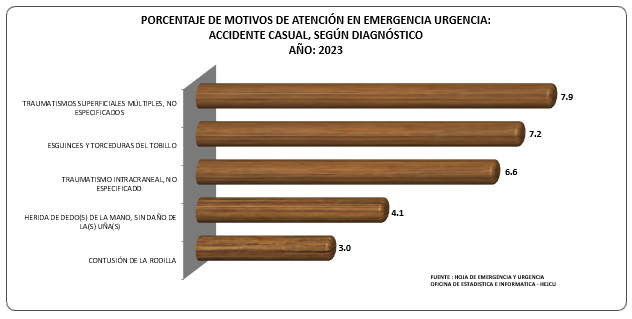 PORCENTAJE DE MOTIVOS DE ATENCIÓN EN EMERGENCIA URGENCIA:
ACCIDENTE CASUAL, SEGÚN DIAGNÓSTICO
AÑO: 2023
TRAUMATISMOS SUPERFICIALES MÚLTIPLES, NO
ESPECIFICADOS
7.9
ESGUINCES Y TORCEDURAS DEL TOBILLO
7.2
TRAUMATISMO INTRACRANEAL, NO
ESPECIFICADO
6.6
HERIDA DE DEDO(S) DE LA MANO, SIN DAÑO DE
LA(S) UÑA(S)
4.1
CONTUSIÓN DE LA RODILLA
3.0
FUENTE : HOJA DE EMERGENCIA Y URGENCIA
OFICINA DE ESTADISTICA E INFORMATICA - HEJCU